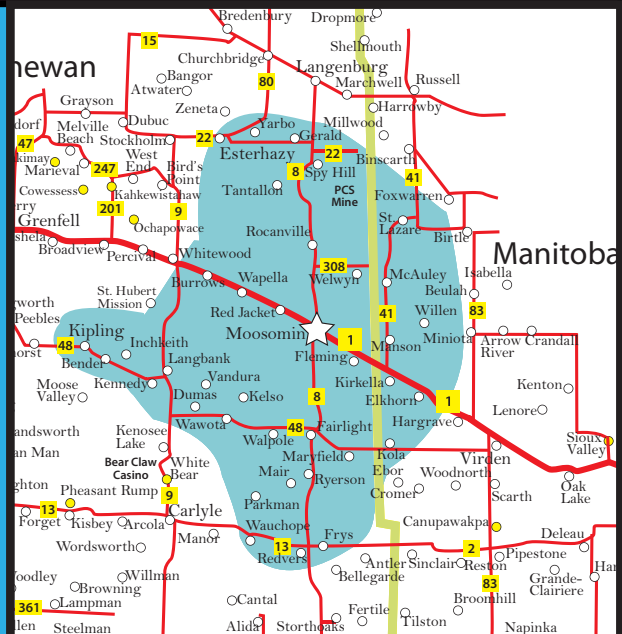 Bredenbury
Dropmore
15
Shellmouth
Churchbridge
Langenburg
newan
Bangor
Atwater
80
Marchwell
Russell
Grayson
Zeneta
Harrowby
dorf
Melville Beach
Dubuc
Yarbo
Millwood
47
Stockholm
22
Gerald
kimay
247
West End
Bird's Point
Esterhazy
22
Binscarth
Marieval
8
Spy Hill
41
Cowessess
Kahkewistahaw
Tantallon
PCS Mine
Foxwarren
rry
201
9
Grenfell
Ochapowace
St. Lazare
Rocanville
Birtle
shela
Broadview
Percival
Whitewood
Manitoba
308
Isabella
Burrows
Wapella
Welwyn
McAuley
St. Hubert Mission
Beulah
gworth
Peebles
Red Jacket
41
Willen
83
Kipling
Moosomin
1
Manson
Miniota
Arrow River
Crandall
48
Inchkeith
orst
Bender
Langbank
Fleming
Kennedy
Vandura
Kirkella
Kenton
Moose Valley
Dumas
Kelso
8
Elkhorn
1
Lenore
Wawota
Hargrave
andsworth
Kenosee Lake
48
Fairlight
Sioux Valley
Walpole
an Man
Maryfield
Kola
Virden
Bear Claw Casino
White Bear
Mair
Ryerson
Ebor
Woodnorth
ghton
Pheasant Rump
9
Cromer
Scarth
Oak Lake
13
Carlyle
Parkman
Forget
Kisbey
Arcola
Wauchope
Canupawakpa
Manor
Frys
Deleau
Wordsworth
13
2
Redvers
Antler
Sinclair
Reston
Pipestone
Har
oodley
Willman
Bellegarde
83
Grande-Clairiere
Browning
361
Lampman
Cantal
Fertile
Broomhill
llen
Steelman
Alida
Storthoaks
Tilston
Napinka